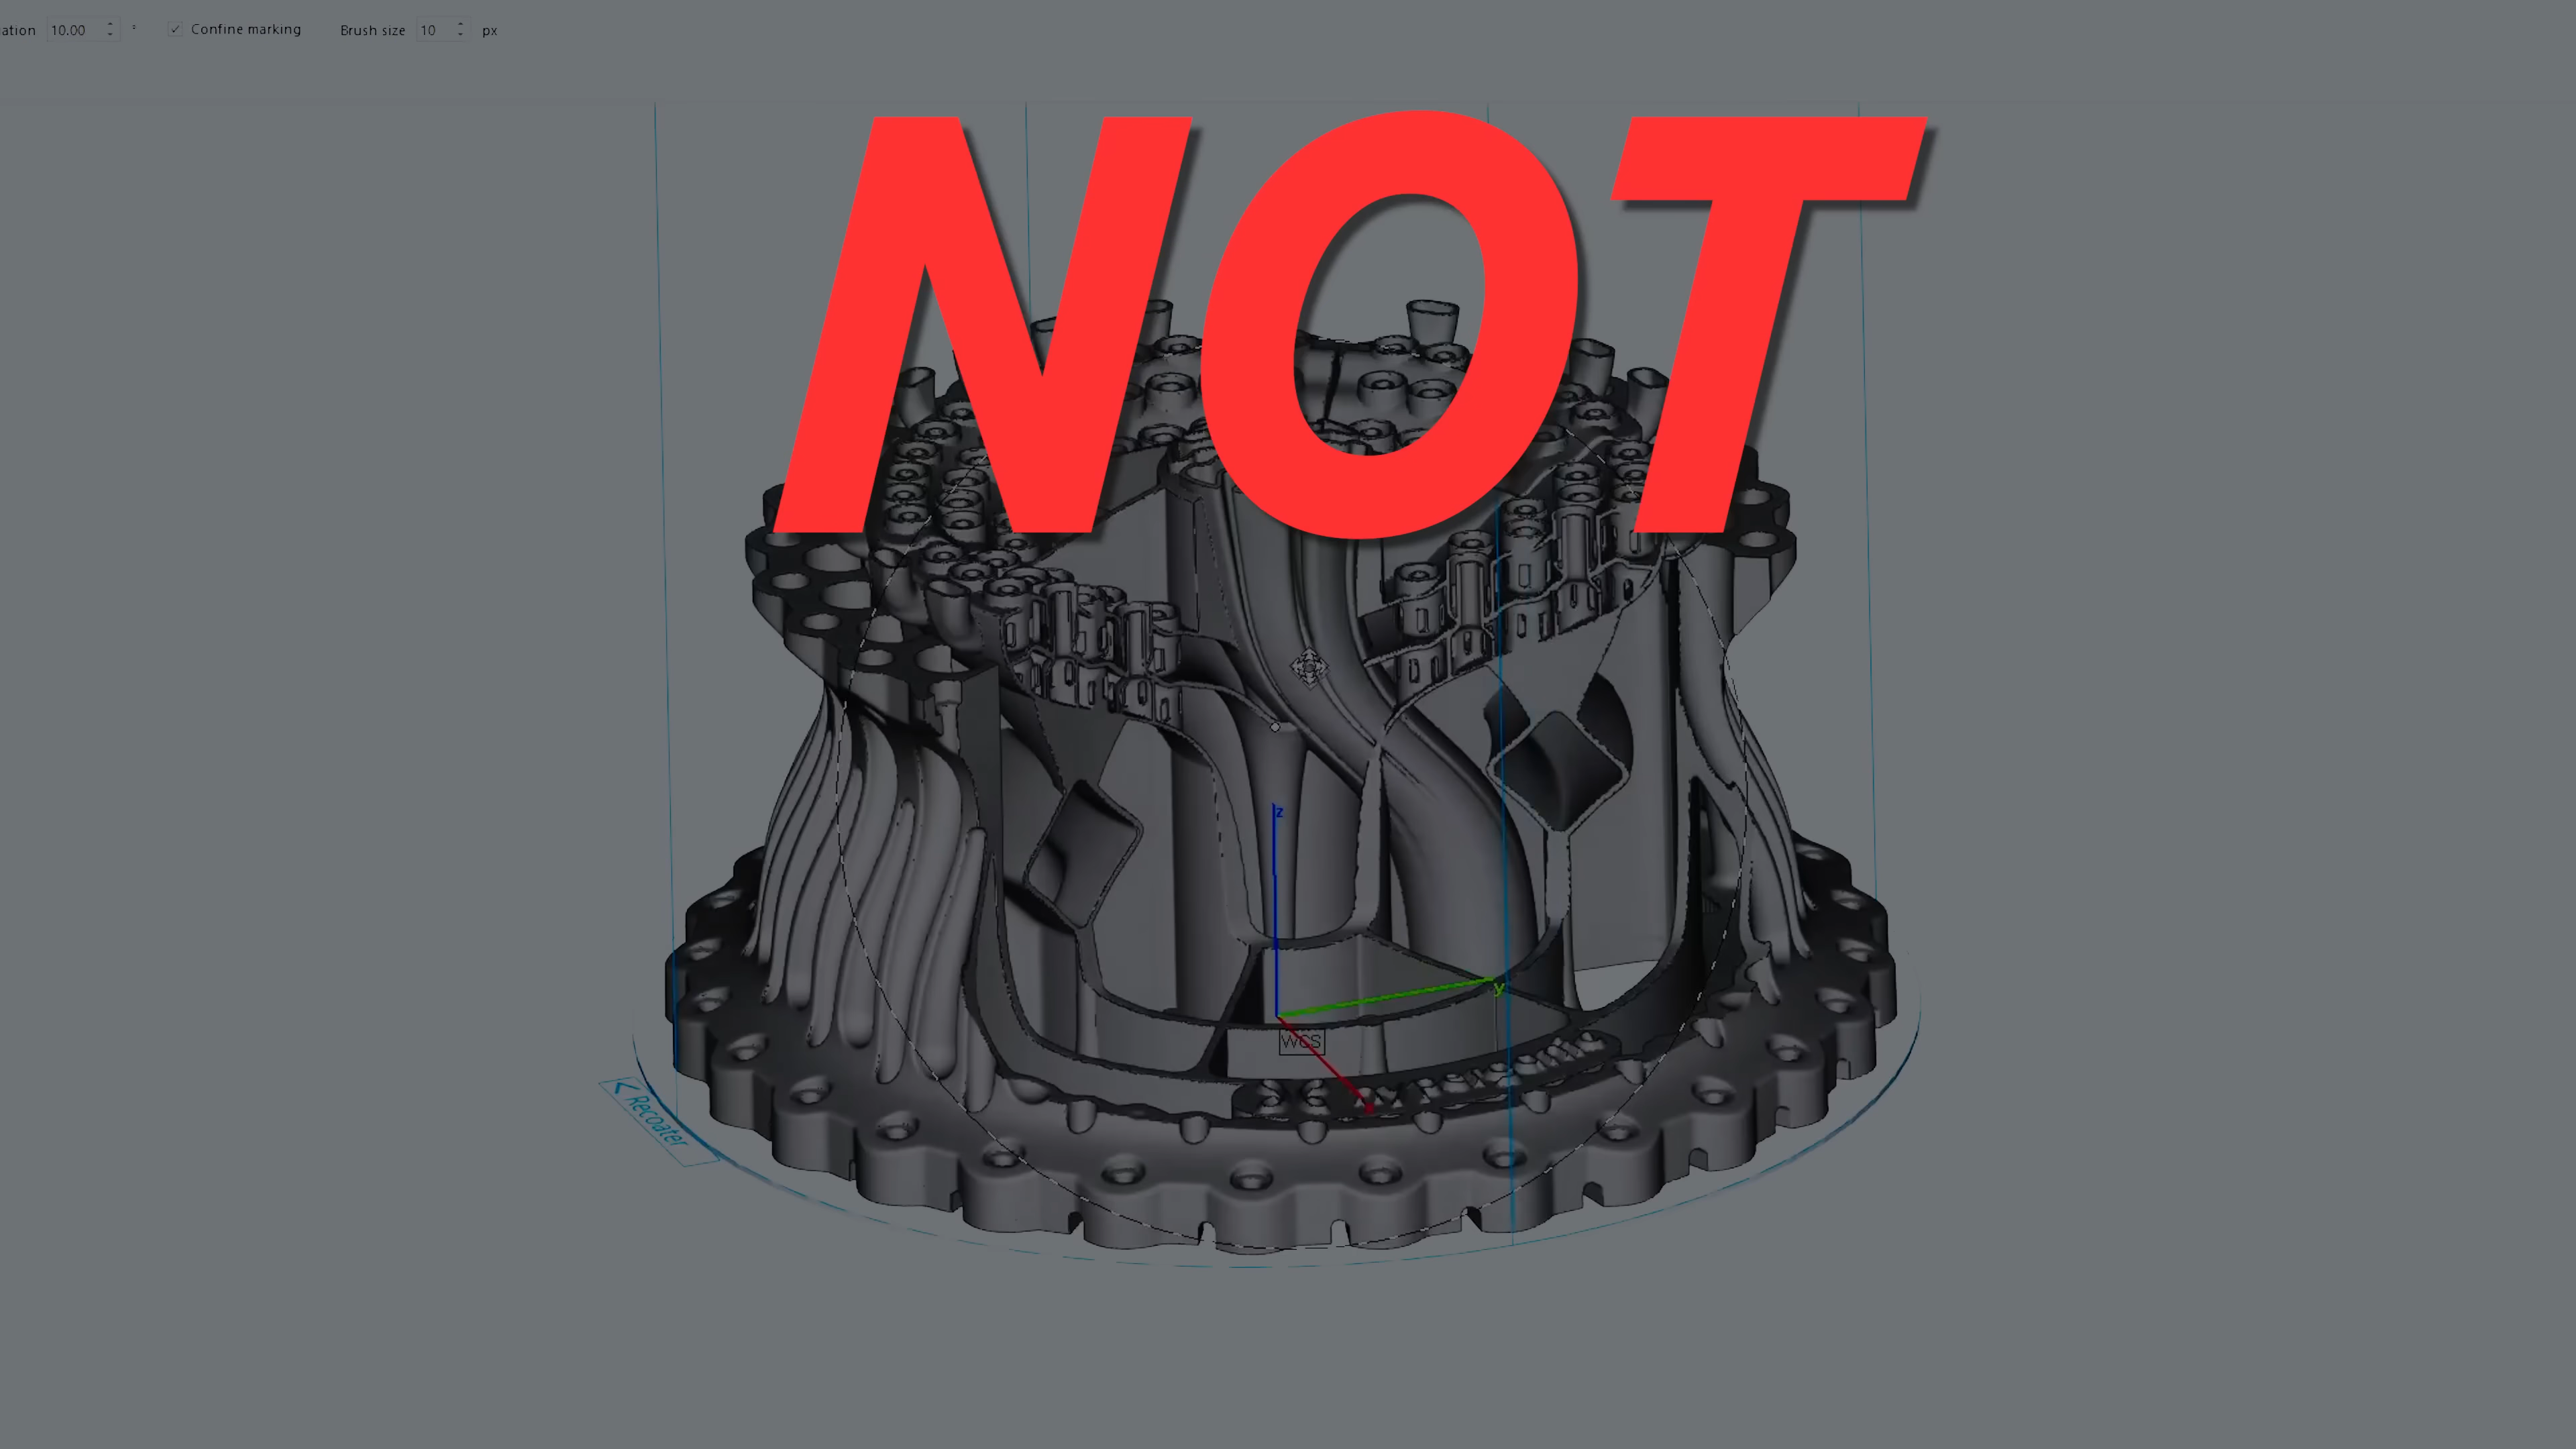 ation 10.00 ° Confine marking Brush size 10 px
NOT
z
y
WCS
< Recoater